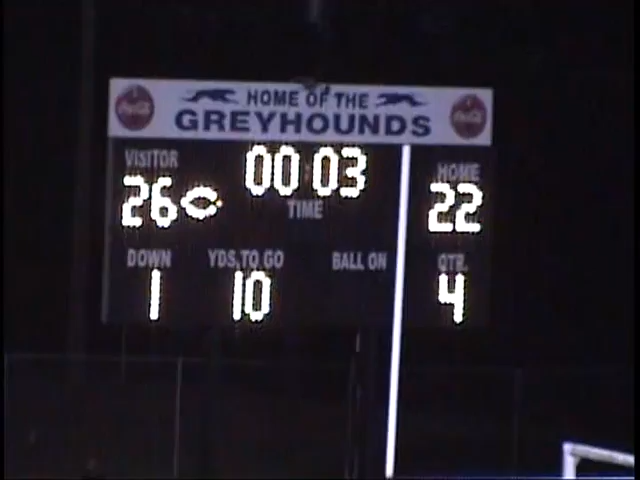 HOME OF THE
GREYHOUNDS
VISITOR 00:03 HOME
26 TIME 22
DOWN YDS.TO GO BALL ON QTR.
1 10 4